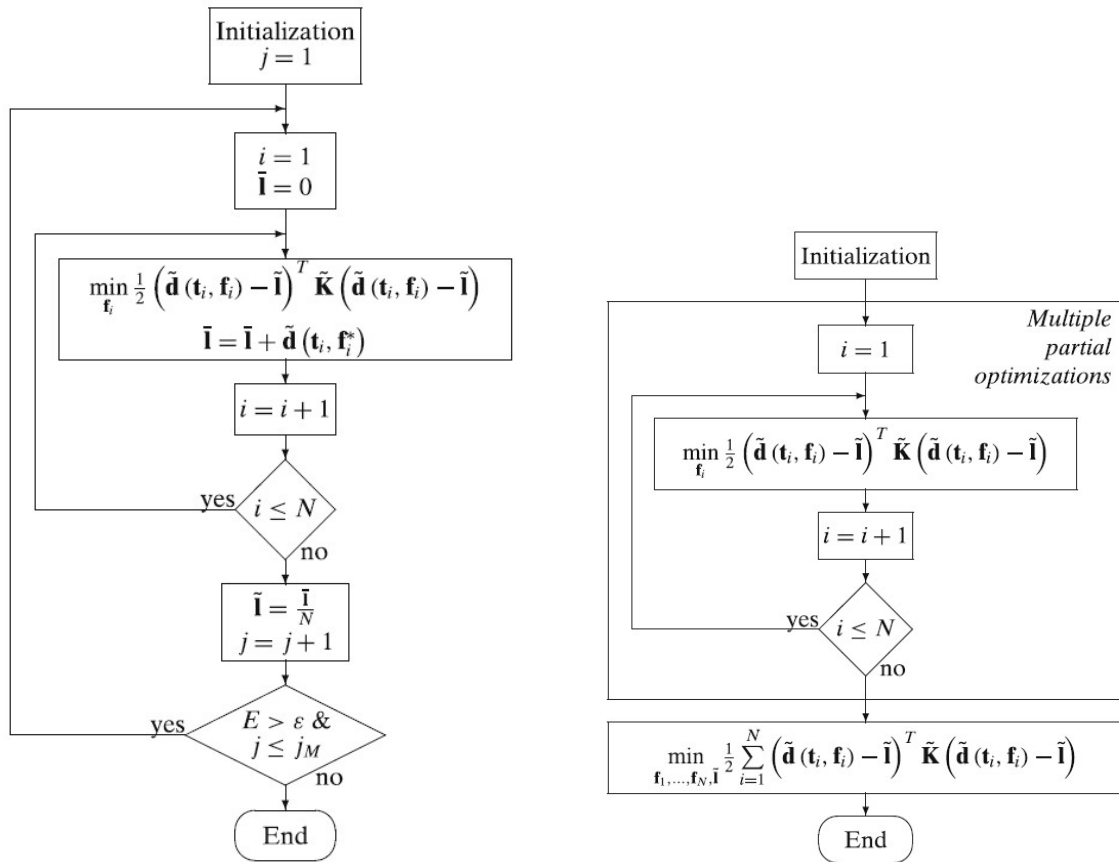 Initialization
j = 1
i = 1
l̄ = 0
min_{f_i} 1/2 (d̃ (t_i, f_i) − l̃)^T K̃ (d̃ (t_i, f_i) − l̃)
l̄ = l̄ + d̃ (t_i, f_i^*)
i = i + 1
yes
i ≤ N
no
l̃ = l̄/N
j = j + 1
yes
E > ε &
j ≤ j_M
no
End
Initialization
Multiple
partial
optimizations
i = 1
min_{f_i} 1/2 (d̃ (t_i, f_i) − l̃)^T K̃ (d̃ (t_i, f_i) − l̃)
i = i + 1
yes
i ≤ N
no
min_{f_1,...,f_N,l̃} 1/2 ∑_{i=1}^{N} (d̃ (t_i, f_i) − l̃)^T K̃ (d̃ (t_i, f_i) − l̃)
End